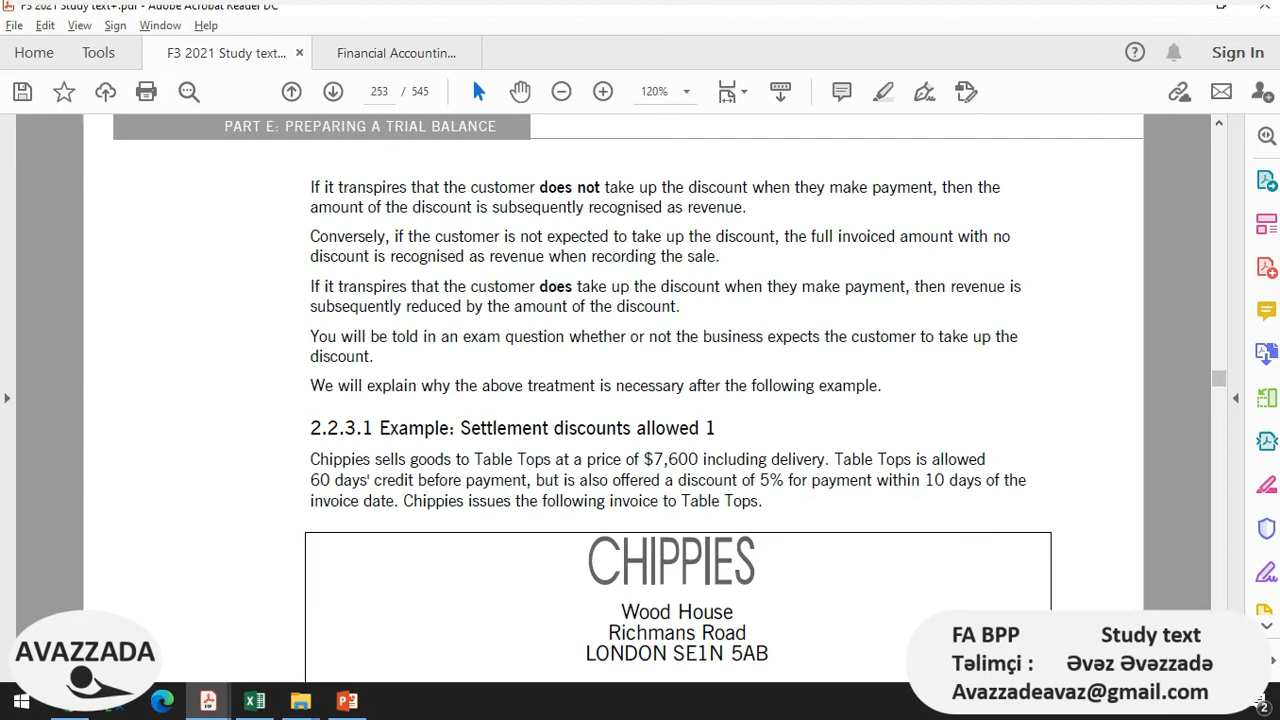 F3 2021 Study text+.pdf - Adobe Acrobat Reader DC
File Edit View Sign Window Help
Home Tools F3 2021 Study text... × Financial Accountin... Sign In
253 / 545 120%
PART E: PREPARING A TRIAL BALANCE
If it transpires that the customer does not take up the discount when they make payment, then the
amount of the discount is subsequently recognised as revenue.
Conversely, if the customer is not expected to take up the discount, the full invoiced amount with no
discount is recognised as revenue when recording the sale.
If it transpires that the customer does take up the discount when they make payment, then revenue is
subsequently reduced by the amount of the discount.
You will be told in an exam question whether or not the business expects the customer to take up the
discount.
We will explain why the above treatment is necessary after the following example.
2.2.3.1 Example: Settlement discounts allowed 1
Chippies sells goods to Table Tops at a price of $7,600 including delivery. Table Tops is allowed
60 days' credit before payment, but is also offered a discount of 5% for payment within 10 days of the
invoice date. Chippies issues the following invoice to Table Tops.
CHIPPIES
Wood House
Richmans Road
LONDON SE1N 5AB
AVAZZADA
FA BPP Study text
Təlimçi : Əvəz Əvəzzadə
Avazzadeavaz@gmail.com
2